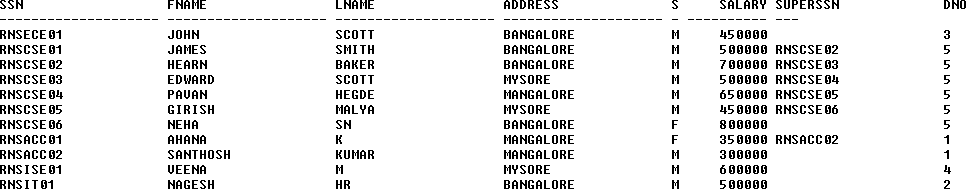 SSN FNAME LNAME ADDRESS S SALARY SUPERSSN DNO
-------------------- -------------------- -------------------- -------------------- - ---------- --- 
RNSECE01 JOHN SCOTT BANGALORE M 450000 3
RNSCSE01 JAMES SMITH BANGALORE M 500000 RNSCSE02 5
RNSCSE02 HEARN BAKER BANGALORE M 700000 RNSCSE03 5
RNSCSE03 EDWARD SCOTT MYSORE M 500000 RNSCSE04 5
RNSCSE04 PAVAN HEGDE MANGALORE M 650000 RNSCSE05 5
RNSCSE05 GIRISH MALYA MYSORE M 450000 RNSCSE06 5
RNSCSE06 NEHA SN BANGALORE F 800000 5
RNSACC01 AHANA K MANGALORE F 350000 RNSACC02 1
RNSACC02 SANTHOSH KUMAR MANGALORE M 300000 1
RNSISE01 VEENA M MYSORE M 600000 4
RNSIT01 NAGESH HR BANGALORE M 500000 2